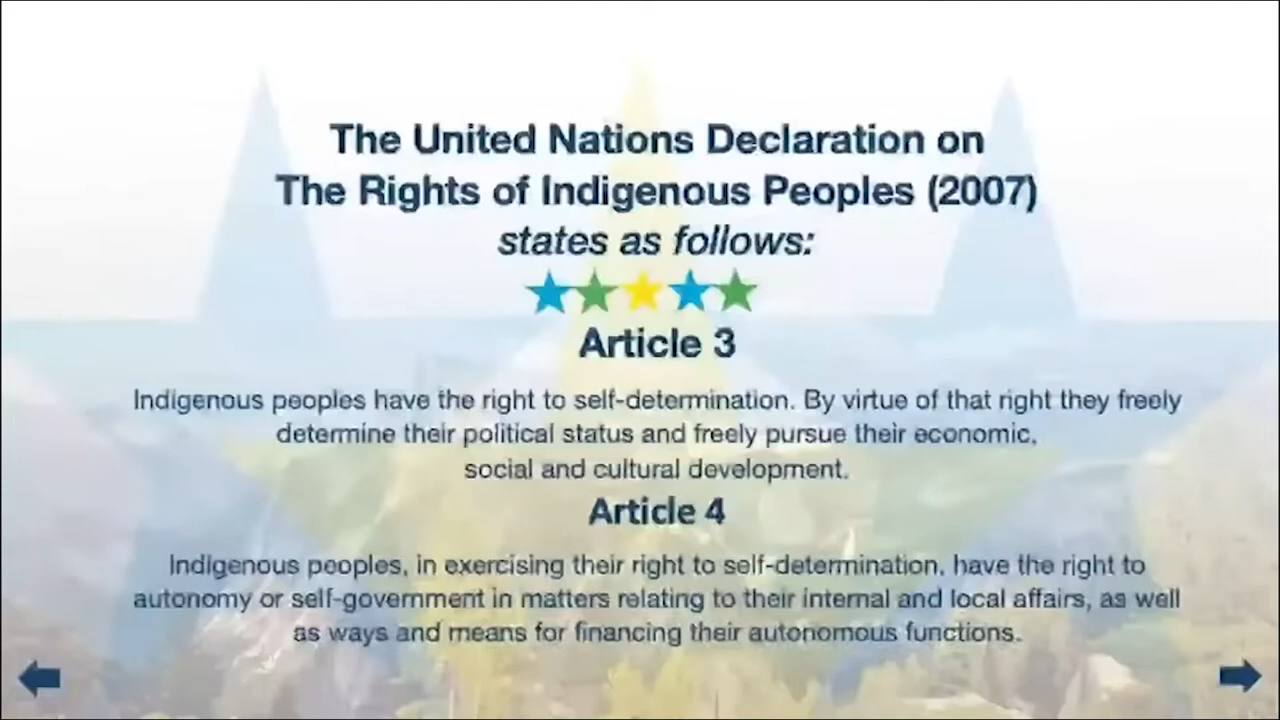 The United Nations Declaration on
The Rights of Indigenous Peoples (2007)
states as follows:
Article 3
Indigenous peoples have the right to self-determination. By virtue of that right they freely
determine their political status and freely pursue their economic,
social and cultural development.
Article 4
Indigenous peoples, in exercising their right to self-determination, have the right to
autonomy or self-government in matters relating to their internal and local affairs, as well
as ways and means for financing their autonomous functions.